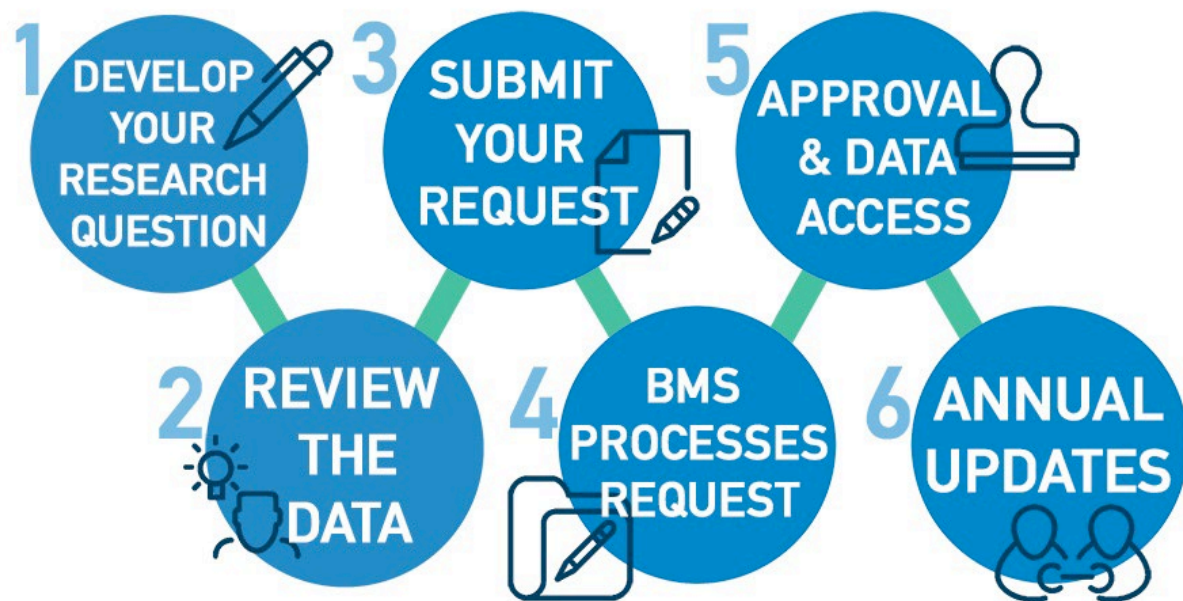 1
DEVELOP
YOUR
RESEARCH
QUESTION
2
REVIEW
THE
DATA
3
SUBMIT
YOUR
REQUEST
4
BMS
PROCESSES
REQUEST
5
APPROVAL
& DATA
ACCESS
6
ANNUAL
UPDATES